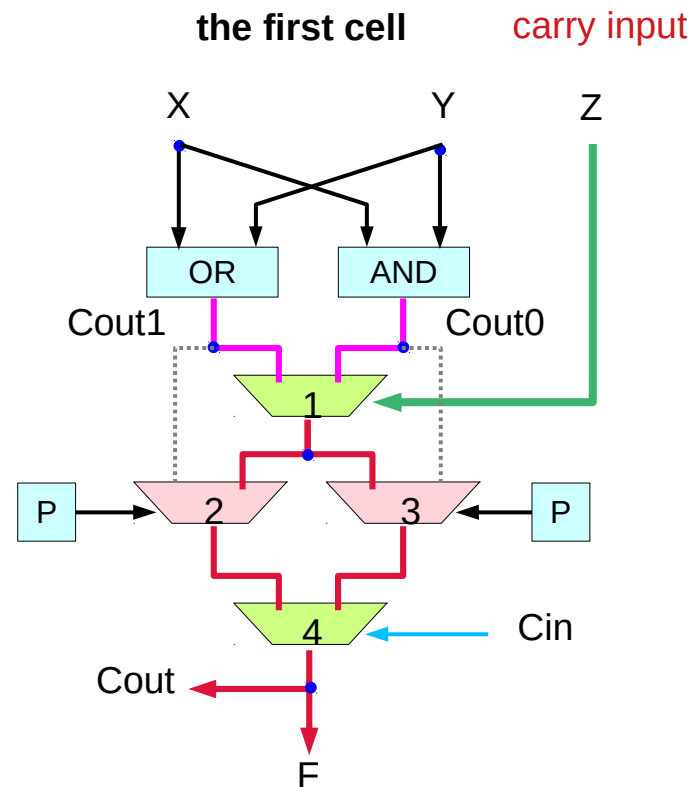 the first cell
carry input
X
Y
Z
OR
AND
Cout1
Cout0
1
P
2
3
P
4
Cin
Cout
F